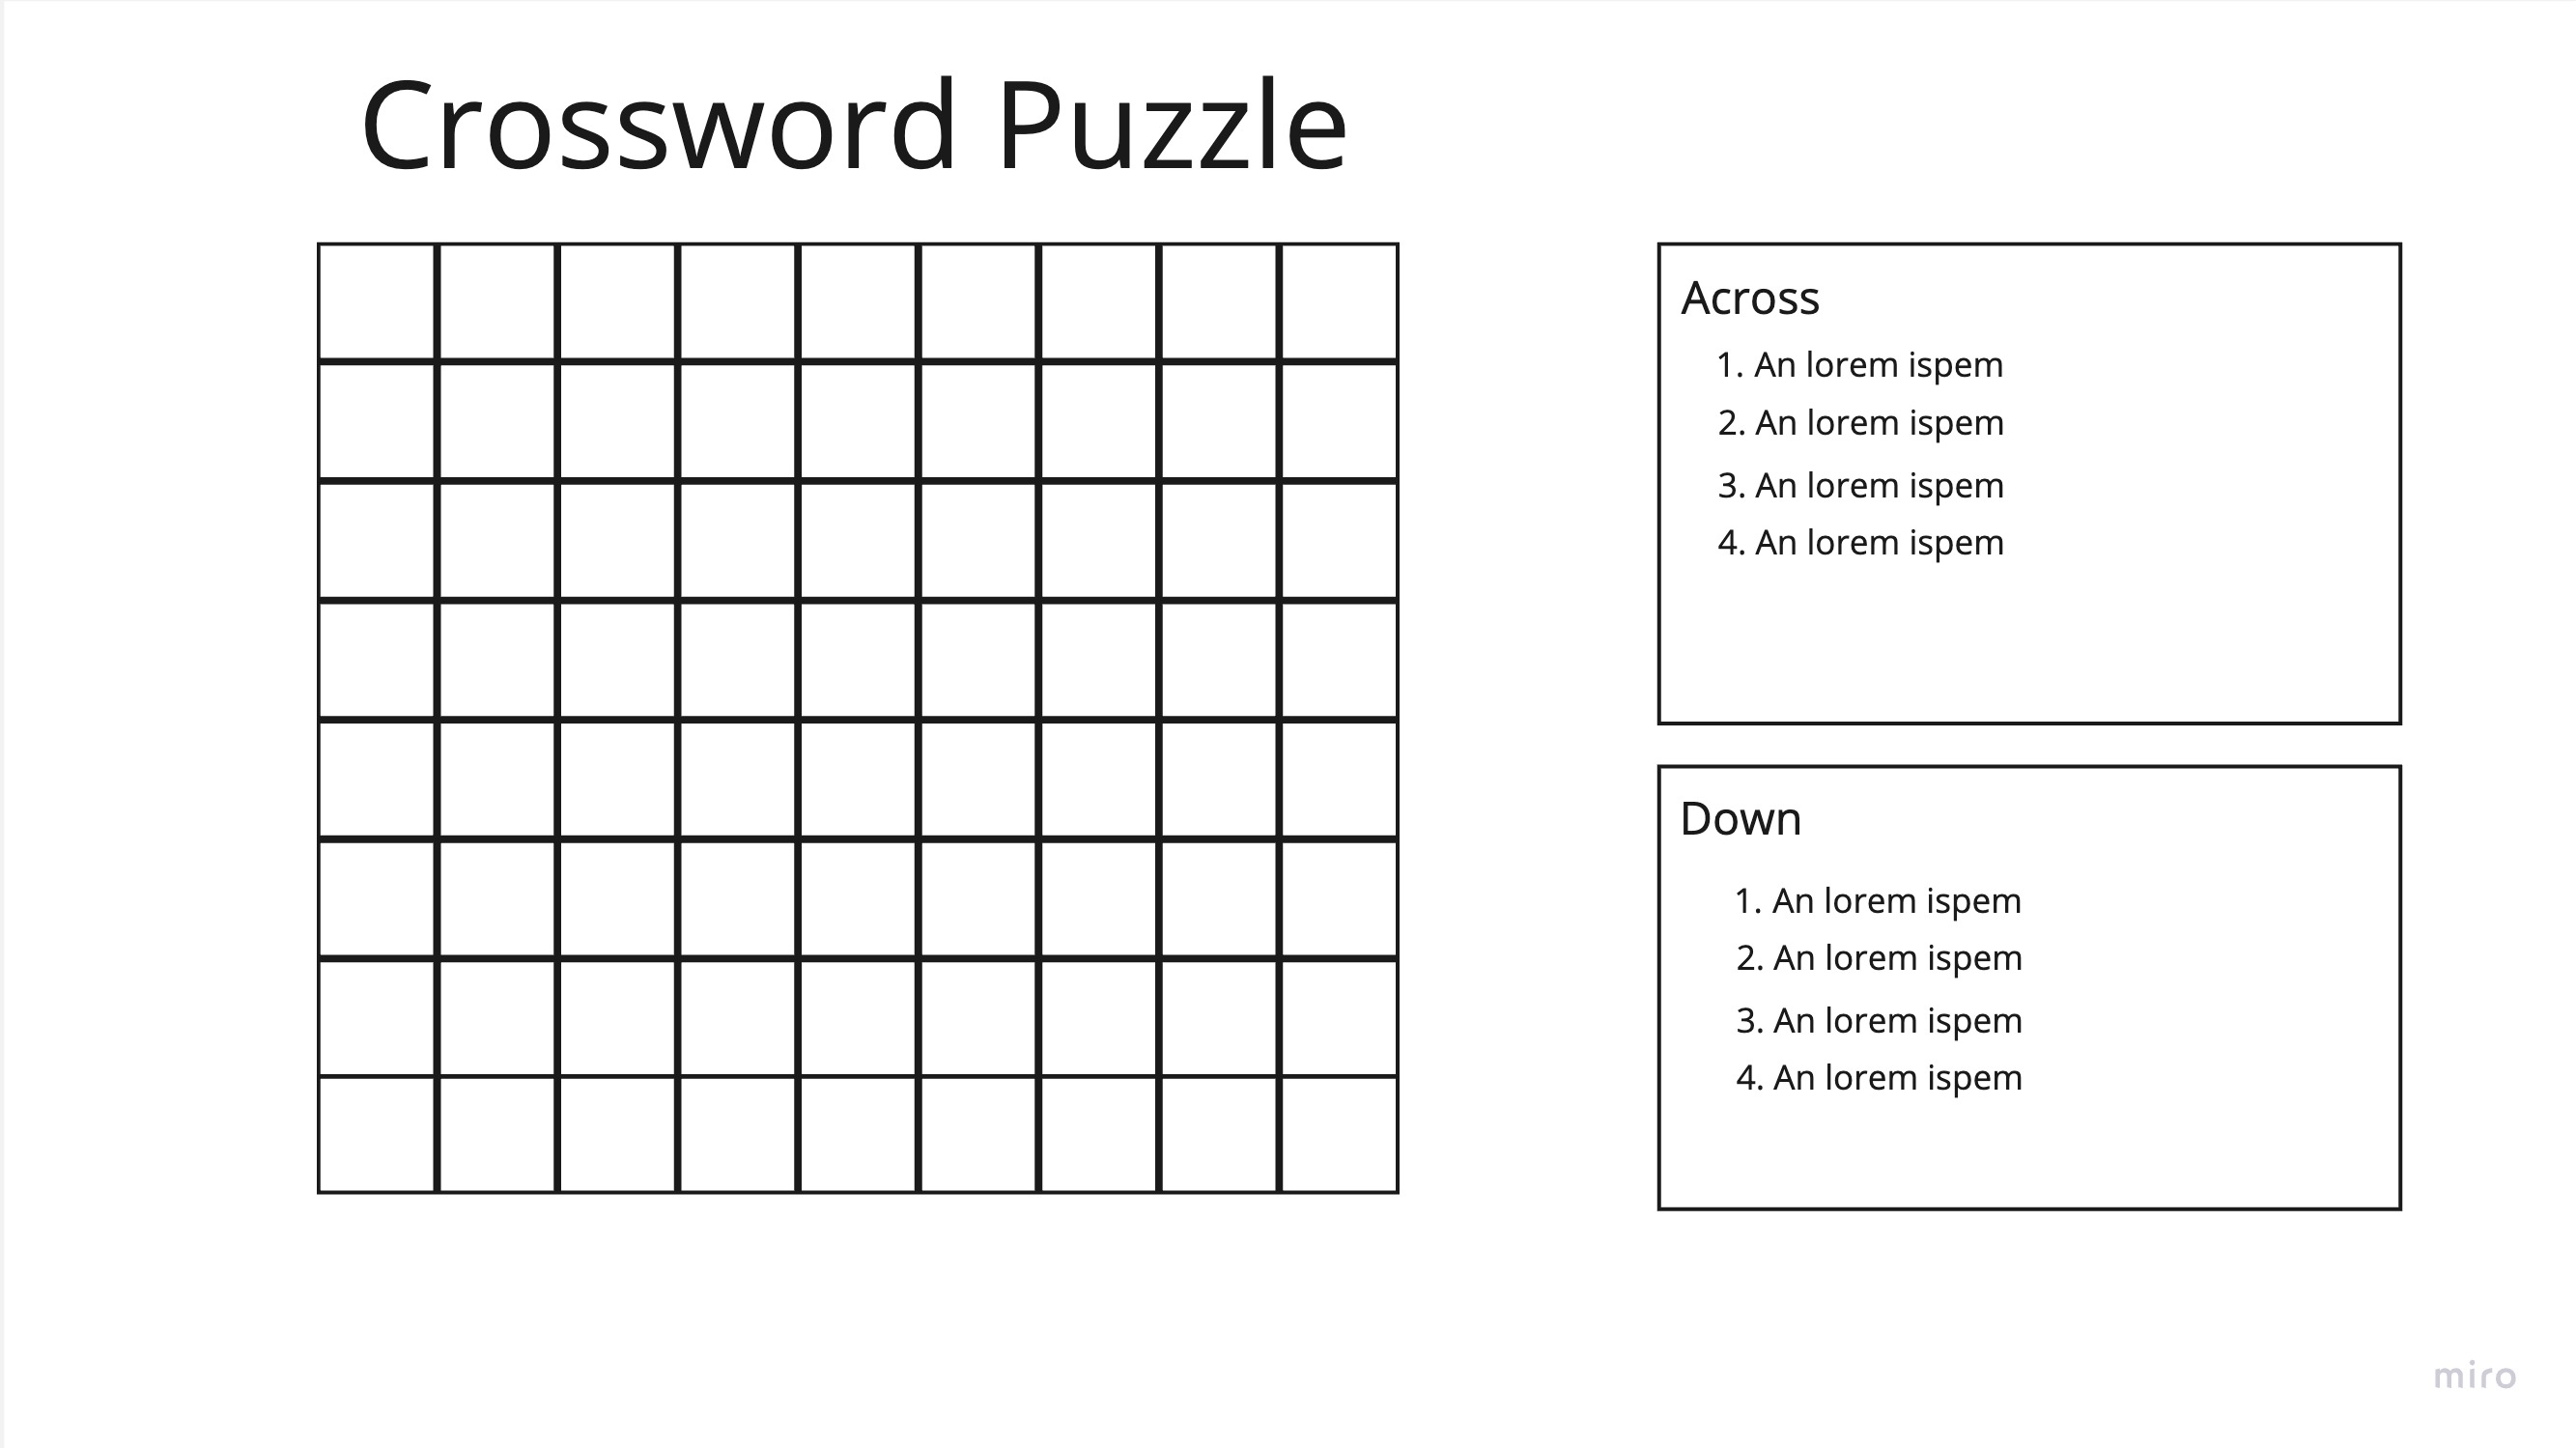 Crossword Puzzle
Across
1. An lorem ispem
2. An lorem ispem
3. An lorem ispem
4. An lorem ispem
Down
1. An lorem ispem
2. An lorem ispem
3. An lorem ispem
4. An lorem ispem
miro